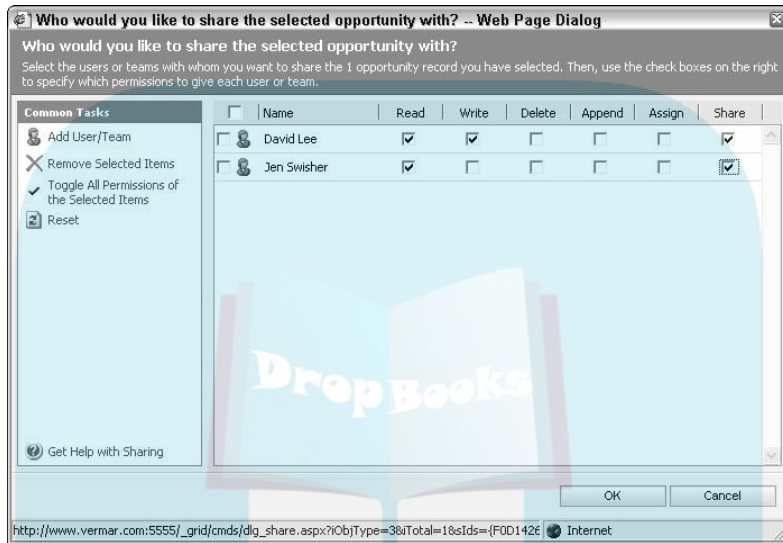 Who would you like to share the selected opportunity with? -- Web Page Dialog
Who would you like to share the selected opportunity with?
Select the users or teams with whom you want to share the 1 opportunity record you have selected. Then, use the check boxes on the right
to specify which permissions to give each user or team.
Common Tasks
Add User/Team
Remove Selected Items
Toggle All Permissions of
the Selected Items
Reset
Get Help with Sharing
Name Read Write Delete Append Assign Share
David Lee
Jen Swisher
Drop Books
OK Cancel
http://www.vermar.com:5555/_grid/cmds/dlg_share.aspx?iObjType=3&iTotal=1&sIds={F0D1426 Internet